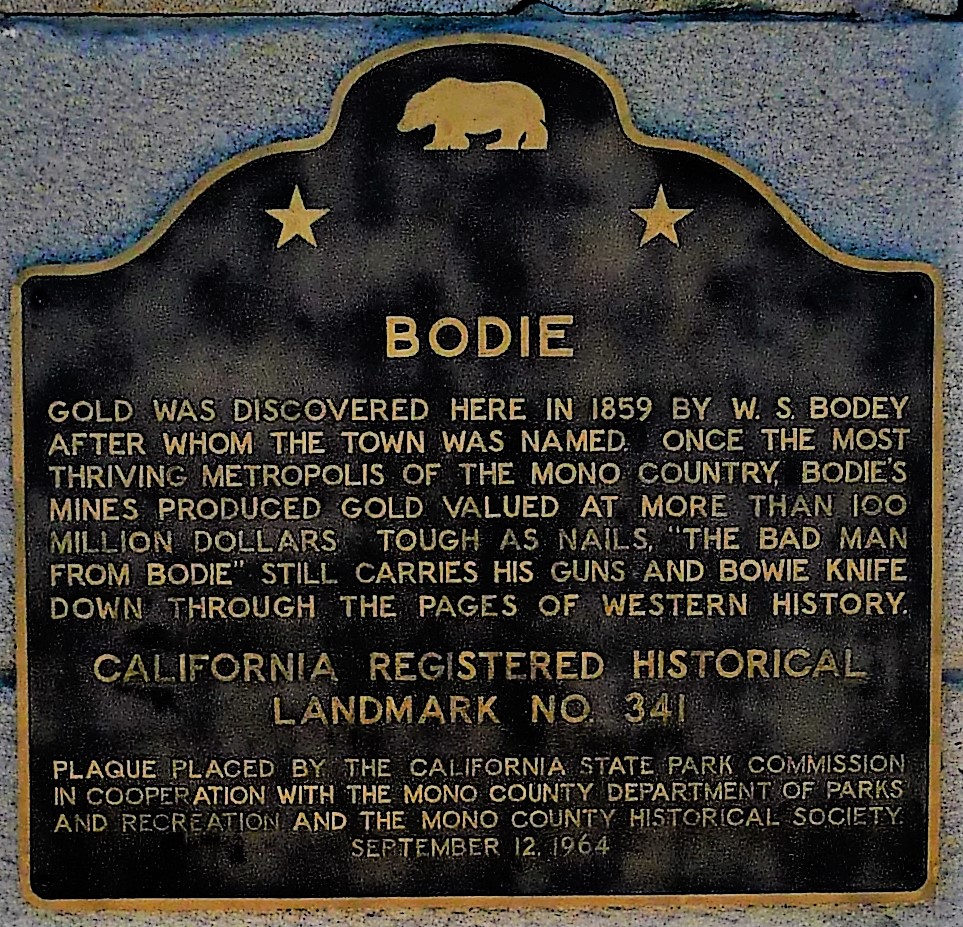 BODIE
GOLD WAS DISCOVERED HERE IN 1859 BY W. S. BODEY
AFTER WHOM THE TOWN WAS NAMED. ONCE THE MOST
THRIVING METROPOLIS OF THE MONO COUNTRY, BODIE'S
MINES PRODUCED GOLD VALUED AT MORE THAN 100
MILLION DOLLARS TOUGH AS NAILS, "THE BAD MAN
FROM BODIE" STILL CARRIES HIS GUNS AND BOWIE KNIFE
DOWN THROUGH THE PAGES OF WESTERN HISTORY.
CALIFORNIA REGISTERED HISTORICAL
LANDMARK NO. 341
PLAQUE PLACED BY THE CALIFORNIA STATE PARK COMMISSION
IN COOPERATION WITH THE MONO COUNTY DEPARTMENT OF PARKS
AND RECREATION AND THE MONO COUNTY HISTORICAL SOCIETY.
SEPTEMBER 12, 1964